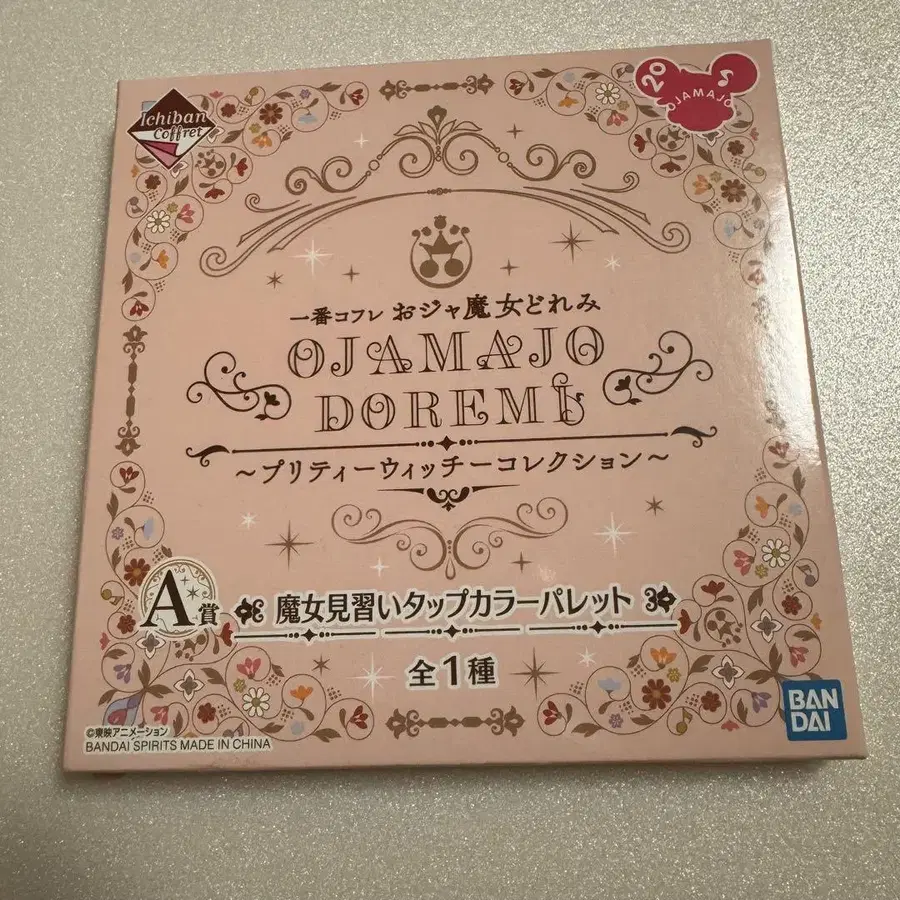 Ichiban
Coffret
20
OJAMAJO
一番コフレ おジャ魔女どれみ
OJAMAJO
DOREMI
～プリティーウィッチーコレクション～
A賞
魔女見習いタップカラーパレット
全1種
©東映アニメーション
BANDAI SPIRITS MADE IN CHINA
BAN
DAI